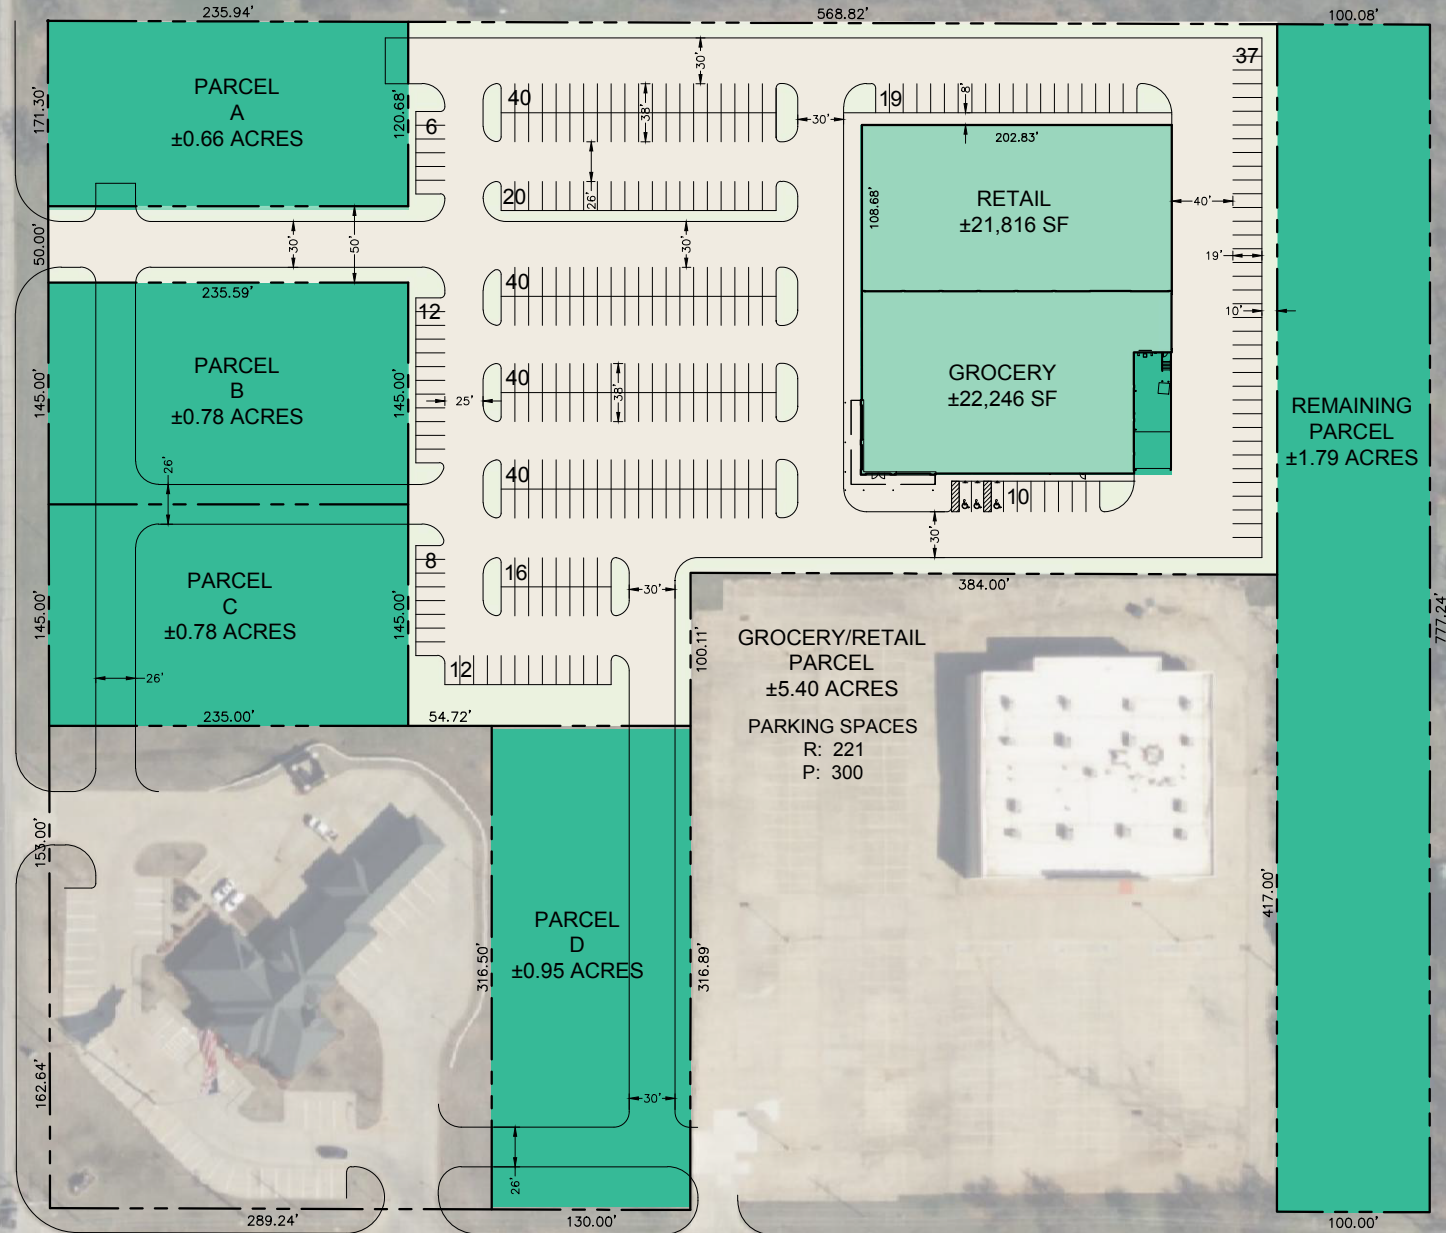 235.94'
568.82'
100.08'
171.30'
PARCEL
A
±0.66 ACRES
120.68'
6
40
30'
38'
30'
19
8'
37
202.83'
26'
20
RETAIL
±21,816 SF
108.68'
40'
50.00'
30'
50'
30'
19'
235.59'
40
12
10'
145.00'
PARCEL
B
±0.78 ACRES
145.00'
25'
40
38'
GROCERY
±22,246 SF
REMAINING
PARCEL
±1.79 ACRES
26'
40
10
30'
8
16
30'
384.00'
145.00'
PARCEL
C
±0.78 ACRES
145.00'
100.11'
777.24'
GROCERY/RETAIL
PARCEL
±5.40 ACRES
PARKING SPACES
R: 221
P: 300
26'
12
235.00'
54.72'
153.00'
417.00'
PARCEL
D
±0.95 ACRES
316.50'
316.89'
162.64'
30'
26'
289.24'
130.00'
100.00'